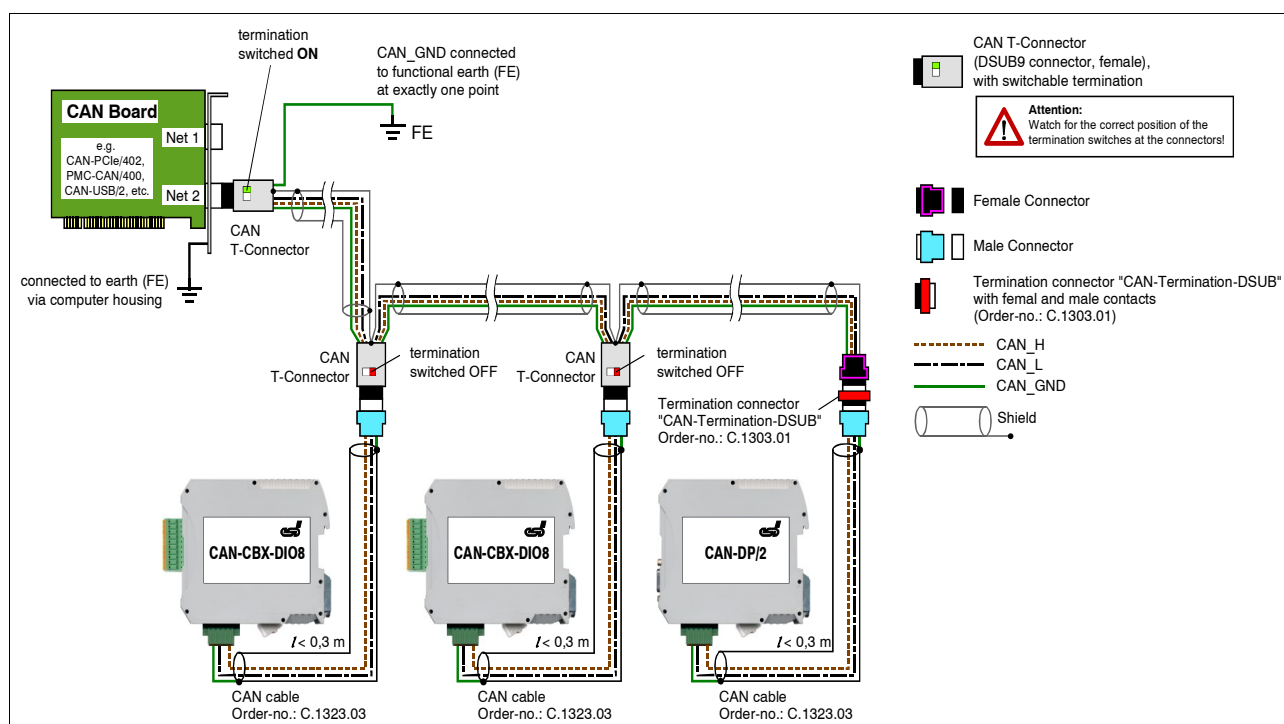 termination
switched ON
CAN_GND connected
to functional earth (FE)
at exactly one point
FE
CAN Board
e.g.
CAN-PCIe/402,
PMC-CAN/400,
CAN-USB/2, etc.
Net 1
Net 2
CAN
T-Connector
connected to earth (FE)
via computer housing
CAN
T-Connector
termination
switched OFF
CAN
T-Connector
termination
switched OFF
Termination connector
"CAN-Termination-DSUB"
Order-no.: C.1303.01
CAN T-Connector
(DSUB9 connector, female),
with switchable termination
Attention:
Watch for the correct position of the
termination switches at the connectors!
Female Connector
Male Connector
Termination connector "CAN-Termination-DSUB"
with femal and male contacts
(Order-no.: C.1303.01)
CAN_H
CAN_L
CAN_GND
Shield
esd
CAN-CBX-DIO8
l< 0,3 m
CAN cable
Order-no.: C.1323.03
esd
CAN-CBX-DIO8
l< 0,3 m
CAN cable
Order-no.: C.1323.03
esd
CAN-DP/2
l< 0,3 m
CAN cable
Order-no.: C.1323.03